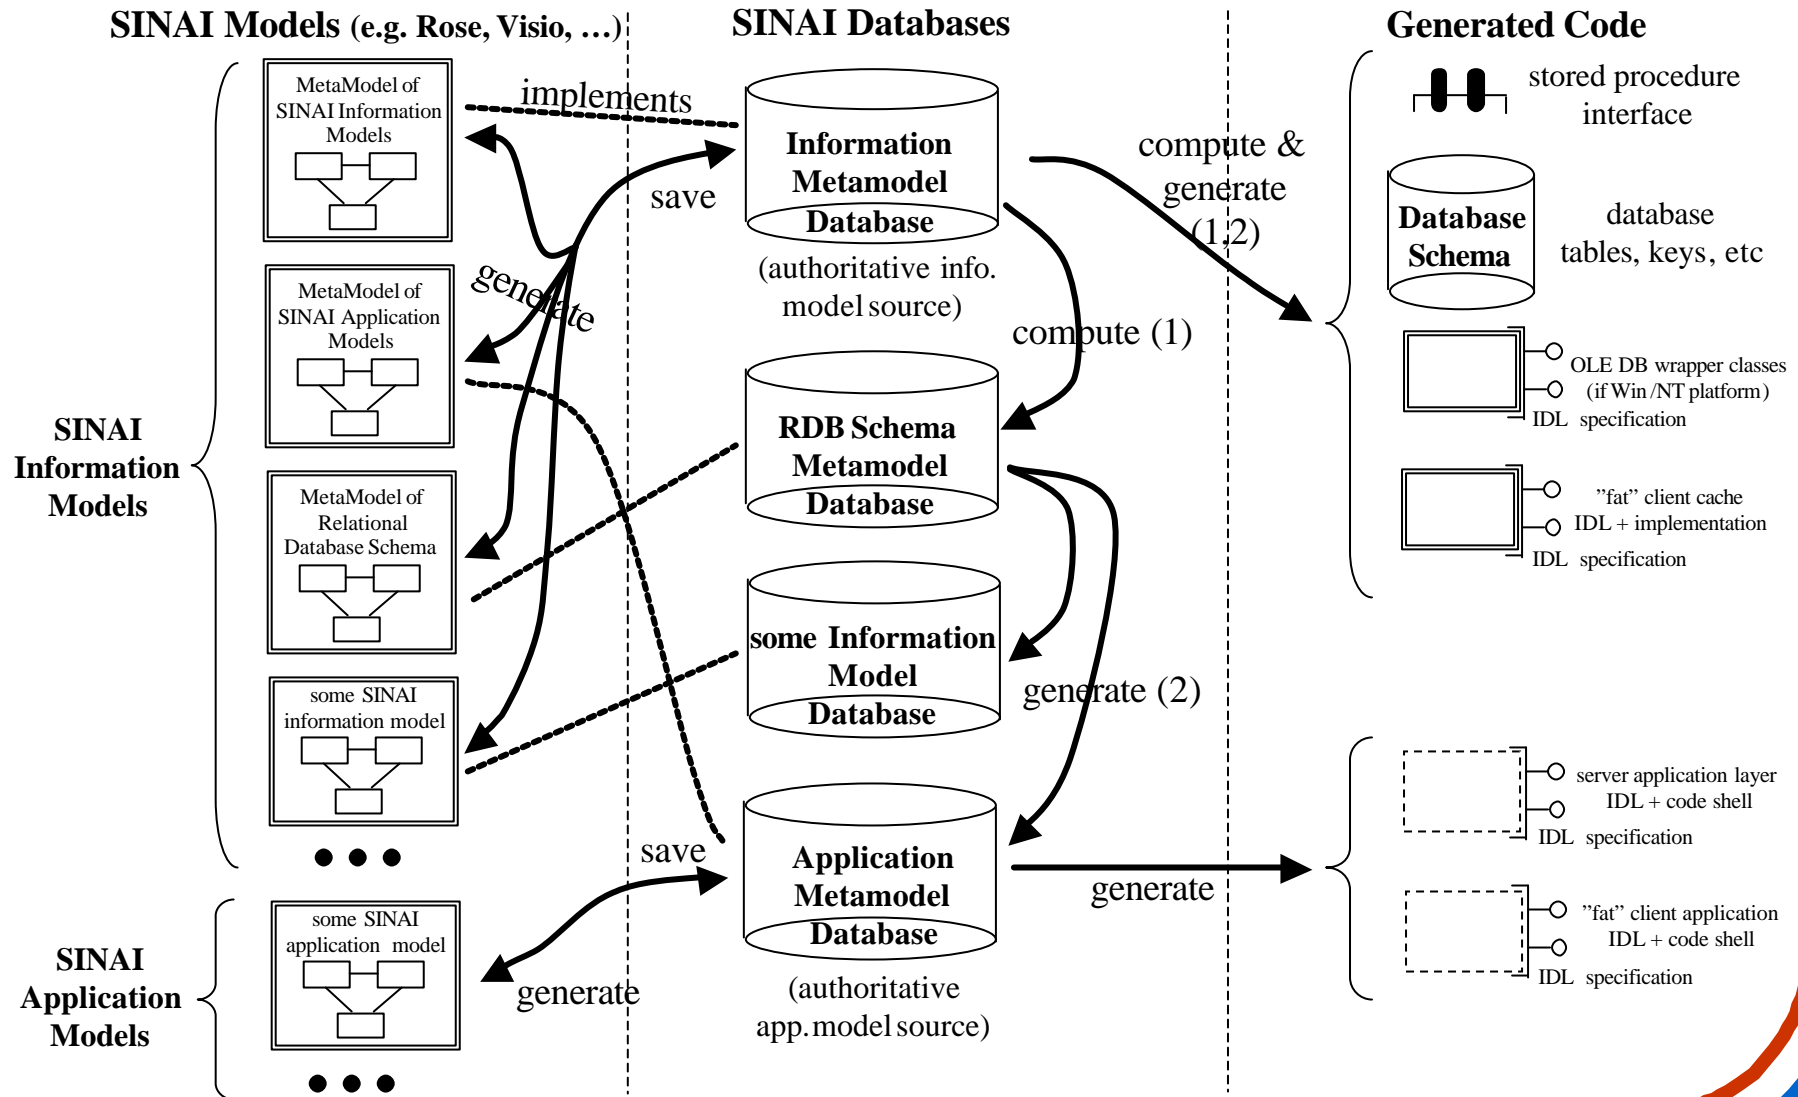 SINAI Models (e.g. Rose, Visio, …)
SINAI Databases
Generated Code
MetaModel of
SINAI Information
Models
MetaModel of
SINAI Application
Models
MetaModel of
Relational
Database Schema
some SINAI
information model
some SINAI
application model
SINAI
Information
Models
SINAI
Application
Models
implements
save
generate
save
generate
Information
Metamodel
Database
(authoritative info.
model source)
compute (1)
RDB Schema
Metamodel
Database
some Information
Model
Database
generate (2)
Application
Metamodel
Database
(authoritative
app. model source)
compute &
generate
(1,2)
generate
stored procedure
interface
Database
Schema
database
tables, keys, etc
OLE DB wrapper classes
(if Win/NT platform)
IDL specification
”fat” client cache
IDL + implementation
IDL specification
server application layer
IDL + code shell
IDL specification
”fat” client application
IDL + code shell
IDL specification